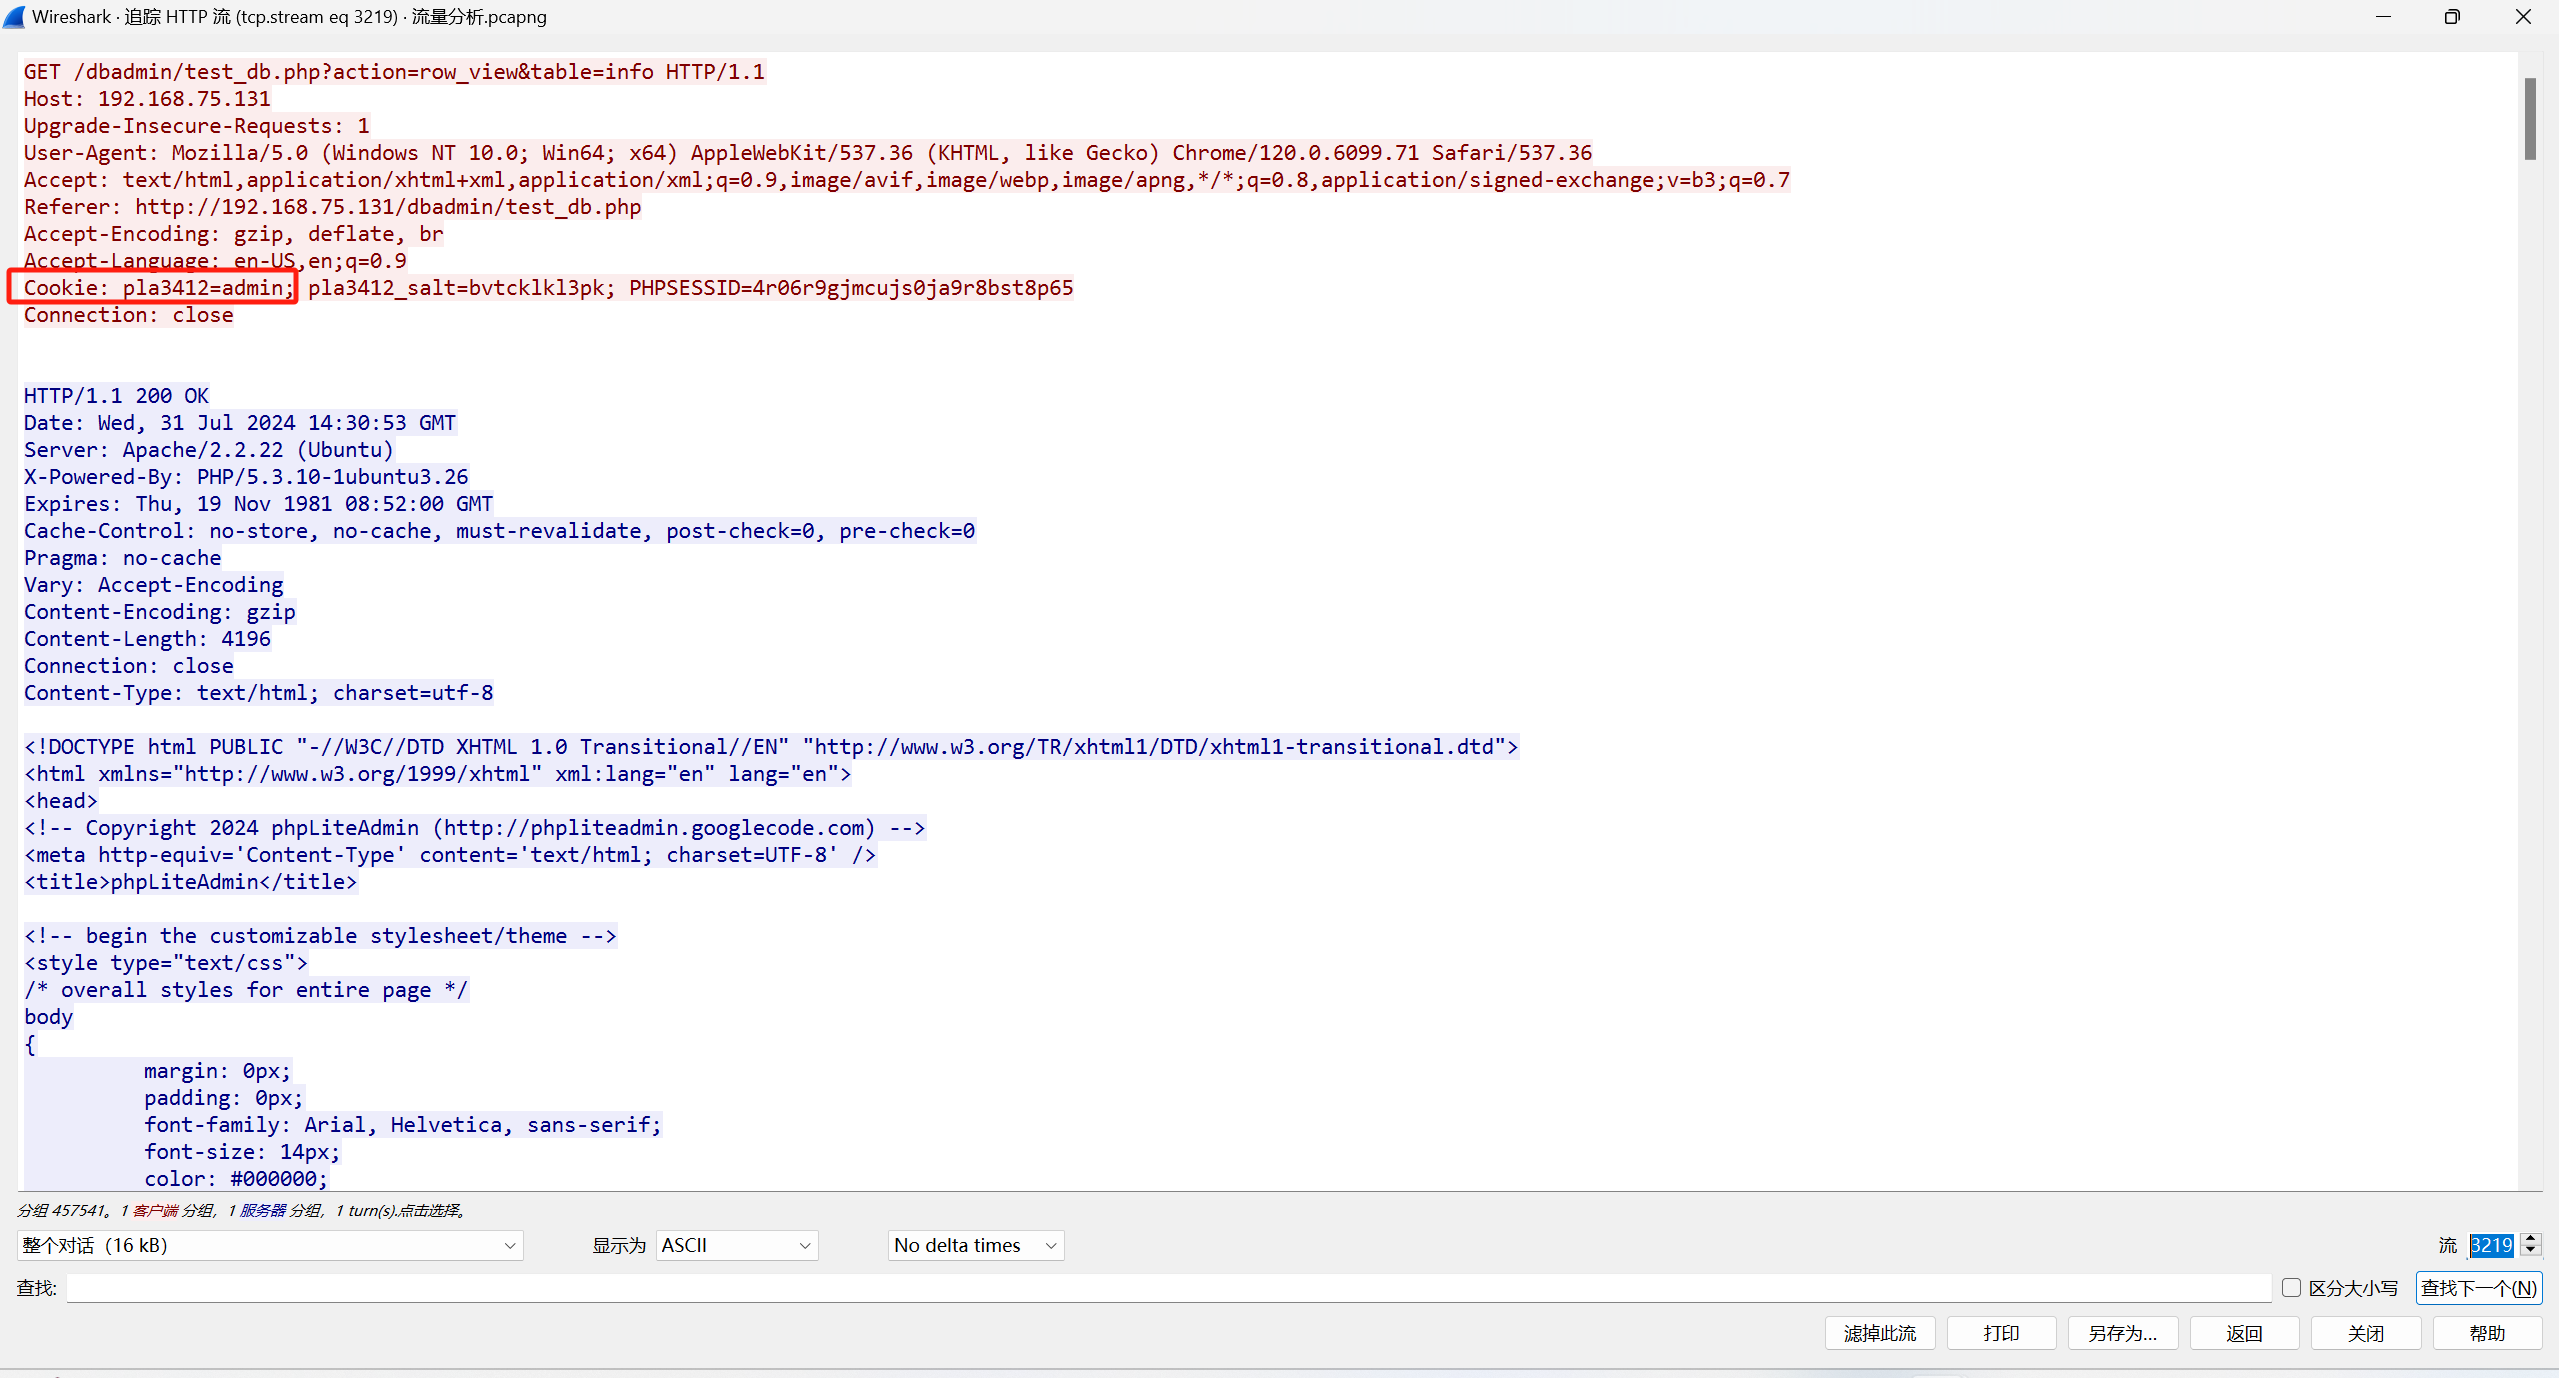 Wireshark · 追踪 HTTP 流 (tcp.stream eq 3219) · 流量分析.pcapng
GET /dbadmin/test_db.php?action=row_view&table=info HTTP/1.1
Host: 192.168.75.131
Upgrade-Insecure-Requests: 1
User-Agent: Mozilla/5.0 (Windows NT 10.0; Win64; x64) AppleWebKit/537.36 (KHTML, like Gecko) Chrome/120.0.6099.71 Safari/537.36
Accept: text/html,application/xhtml+xml,application/xml;q=0.9,image/avif,image/webp,image/apng,*/*;q=0.8,application/signed-exchange;v=b3;q=0.7
Referer: http://192.168.75.131/dbadmin/test_db.php
Accept-Encoding: gzip, deflate, br
Accept-Language: en-US,en;q=0.9
Cookie: pla3412=admin; pla3412_salt=bvtcklkl3pk; PHPSESSID=4r06r9gjmcujs0ja9r8bst8p65
Connection: close
HTTP/1.1 200 OK
Date: Wed, 31 Jul 2024 14:30:53 GMT
Server: Apache/2.2.22 (Ubuntu)
X-Powered-By: PHP/5.3.10-1ubuntu3.26
Expires: Thu, 19 Nov 1981 08:52:00 GMT
Cache-Control: no-store, no-cache, must-revalidate, post-check=0, pre-check=0
Pragma: no-cache
Vary: Accept-Encoding
Content-Encoding: gzip
Content-Length: 4196
Connection: close
Content-Type: text/html; charset=utf-8
<!DOCTYPE html PUBLIC "-//W3C//DTD XHTML 1.0 Transitional//EN" "http://www.w3.org/TR/xhtml1/DTD/xhtml1-transitional.dtd">
<html xmlns="http://www.w3.org/1999/xhtml" xml:lang="en" lang="en">
<head>
<!-- Copyright 2024 phpLiteAdmin (http://phpliteadmin.googlecode.com) -->
<meta http-equiv='Content-Type' content='text/html; charset=UTF-8' />
<title>phpLiteAdmin</title>
<!-- begin the customizable stylesheet/theme -->
<style type="text/css">
/* overall styles for entire page */
body
{
margin: 0px;
padding: 0px;
font-family: Arial, Helvetica, sans-serif;
font-size: 14px;
color: #000000;
分组 457541。1 客户端 分组，1 服务器 分组，1 turn(s).点击选择。
整个对话（16 kB） 显示为 ASCII No delta times 流 3219
查找: 区分大小写 查找下一个(N)
滤掉此流 打印 另存为... 返回 关闭 帮助